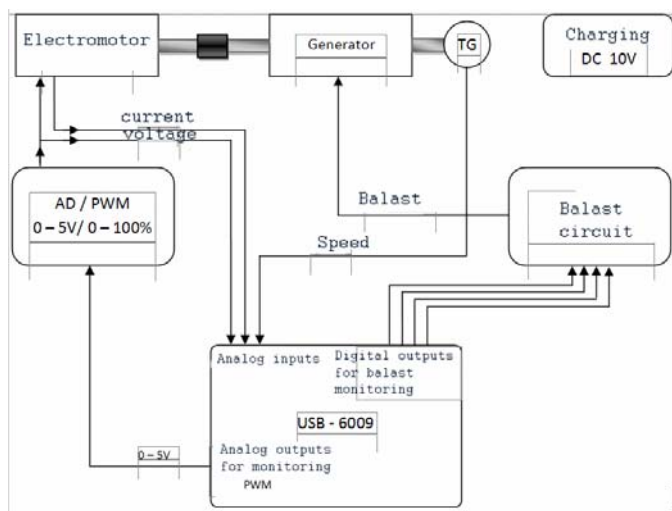 Electromotor
Generator
TG
Charging
DC 10V
current
voltage
AD / PWM
0 – 5V/ 0 – 100%
Balast
Balast
circuit
Speed
Analog inputs
Digital outputs
for balast
monitoring
USB - 6009
0 – 5V
Analog outputs
for monitoring
PWM